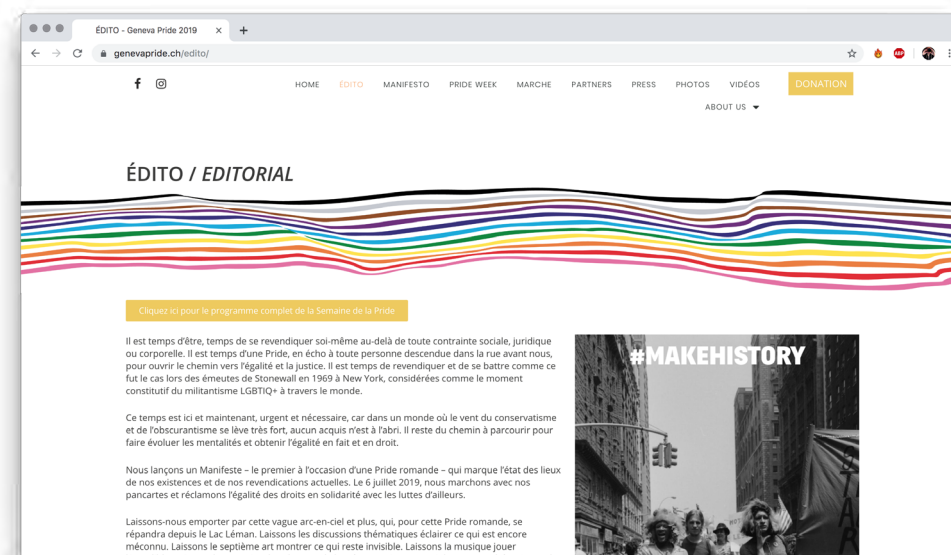 ÉDITO - Geneva Pride 2019
genevapride.ch/edito/
ABP
HOME ÉDITO MANIFESTO PRIDE WEEK MARCHE PARTNERS PRESS PHOTOS VIDÉOS DONATION
ABOUT US
ÉDITO / EDITORIAL
Cliquez ici pour le programme complet de la Semaine de la Pride
Il est temps d'être, temps de se revendiquer soi-même au-delà de toute contrainte sociale, juridique
ou corporelle. Il est temps d'une Pride, en écho à toute personne descendue dans la rue avant nous,
pour ouvrir le chemin vers l'égalité et la justice. Il est temps de revendiquer et de se battre comme ce
fut le cas lors des émeutes de Stonewall en 1969 à New York, considérées comme le moment
constitutif du militantisme LGBTIQ+ à travers le monde.
Ce temps est ici et maintenant, urgent et nécessaire, car dans un monde où le vent du conservatisme
et de l'obscurantisme se lève très fort, aucun acquis n'est à l'abri. Il reste du chemin à parcourir pour
faire évoluer les mentalités et obtenir l'égalité en fait et en droit.
Nous lançons un Manifeste – le premier à l'occasion d'une Pride romande – qui marque l'état des lieux
de nos existences et de nos revendications actuelles. Le 6 juillet 2019, nous marchons avec nos
pancartes et réclamons l'égalité des droits en solidarité avec les luttes d'ailleurs.
Laissons-nous emporter par cette vague arc-en-ciel et plus, qui, pour cette Pride romande, se
répandra depuis le Lac Léman. Laissons les discussions thématiques éclairer ce qui est encore
méconnu. Laissons le septième art montrer ce qui reste invisible. Laissons la musique jouer
#MAKEHISTORY